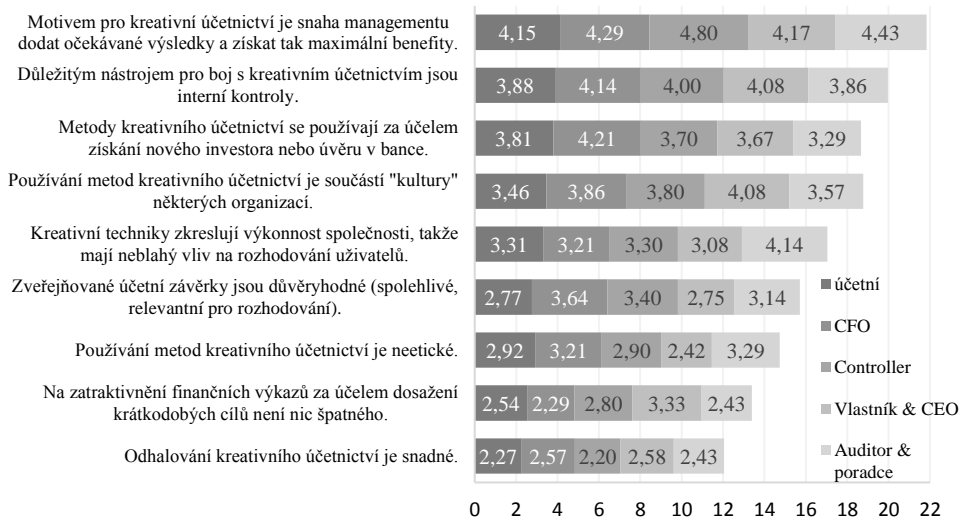 Motivem pro kreativní účetnictví je snaha managementu
dodat očekávané výsledky a získat tak maximální benefity.
4,15 4,29 4,80 4,17 4,43
Důležitým nástrojem pro boj s kreativním účetnictvím jsou
interní kontroly.
3,88 4,14 4,00 4,08 3,86
Metody kreativního účetnictví se používají za účelem
získání nového investora nebo úvěru v bance.
3,81 4,21 3,70 3,67 3,29
Používání metod kreativního účetnictví je součástí "kultury"
některých organizací.
3,46 3,86 3,80 4,08 3,57
Kreativní techniky zkreslují výkonnost společnosti, takže
mají neblahý vliv na rozhodování uživatelů.
3,31 3,21 3,30 3,08 4,14
Zveřejňované účetní závěrky jsou důvěryhodné (spolehlivé,
relevantní pro rozhodování).
2,77 3,64 3,40 2,75 3,14
Používání metod kreativního účetnictví je neetické.
2,92 3,21 2,90 2,42 3,29
Na zatraktivnění finančních výkazů za účelem dosažení
krátkodobých cílů není nic špatného.
2,54 2,29 2,80 3,33 2,43
Odhalování kreativního účetnictví je snadné.
2,27 2,57 2,20 2,58 2,43
účetní
CFO
Controller
Vlastník & CEO
Auditor &
poradce
0 2 4 6 8 10 12 14 16 18 20 22